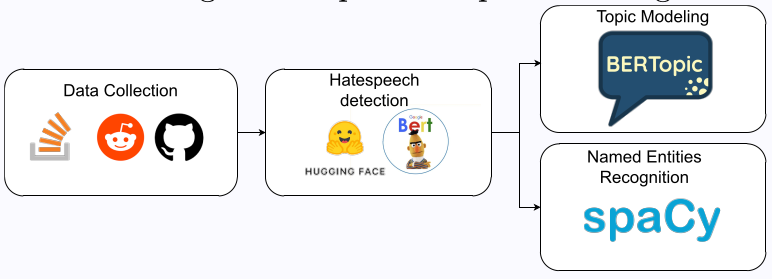 Data Collection
Hatespeech
detection
HUGGING FACE
Google
Bert
Topic Modeling
BERTopic
Named Entities
Recognition
spaCy